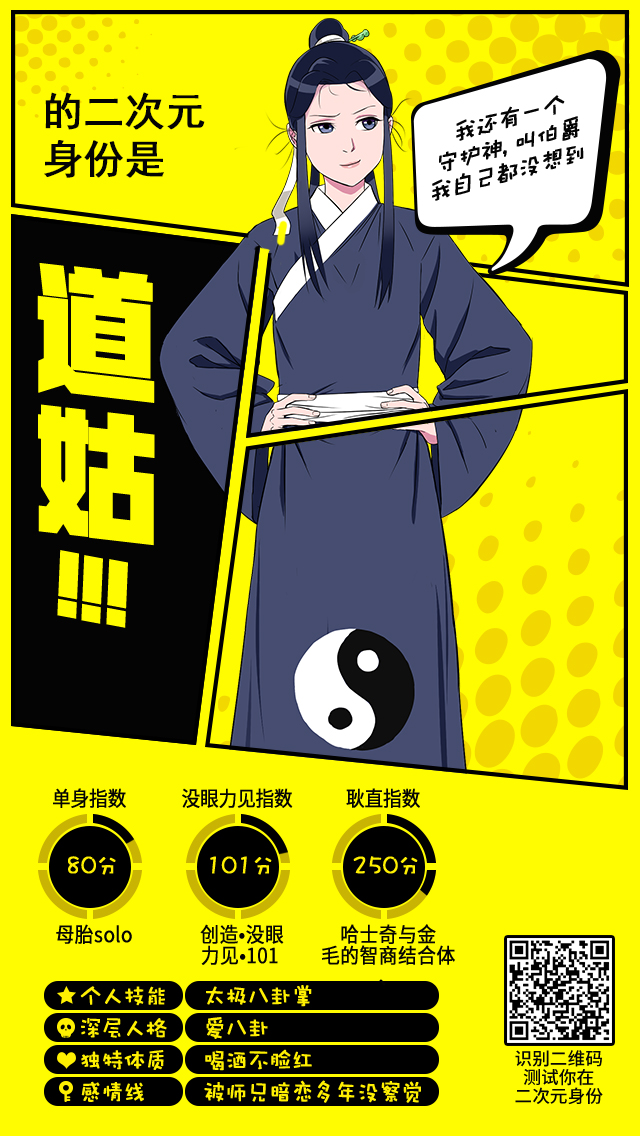 的二次元
身份是
我还有一个
守护神,叫伯爵
我自己都没想到
道
姑
!!!
单身指数
没眼力见指数
耿直指数
80分
101分
250分
母胎solo
创造•没眼
力见•101
哈士奇与金
毛的智商结合体
个人技能
太极八卦掌
深层人格
爱八卦
独特体质
喝酒不脸红
感情线
被师兄暗恋多年没察觉
识别二维码
测试你在
二次元身份